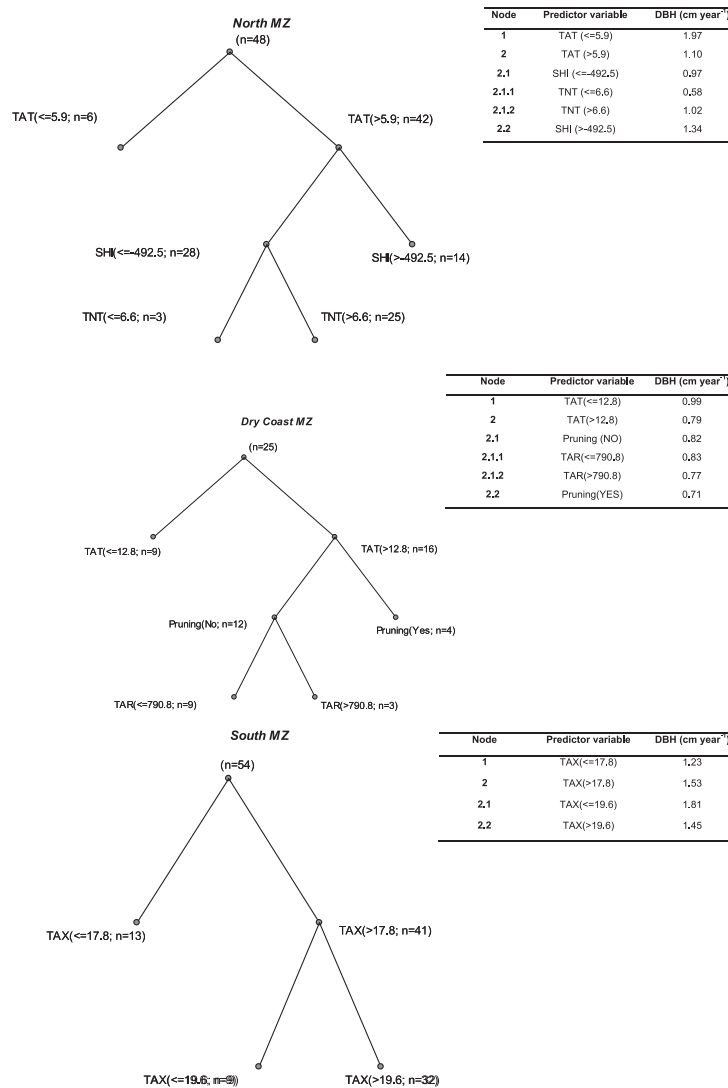 North MZ
(n=48)
TAT(<=5.9; n=6)
TAT(>5.9; n=42)
SHI(<=-492.5; n=28)
SHI(>-492.5; n=14)
TNT(<=6.6; n=3)
TNT(>6.6; n=25)
Node Predictor variable DBH (cm year-1)
1 TAT (<=5.9) 1.97
2 TAT (>5.9) 1.10
2.1 SHI (<=-492.5) 0.97
2.1.1 TNT (<=6.6) 0.58
2.1.2 TNT (>6.6) 1.02
2.2 SHI (>-492.5) 1.34
Dry Coast MZ
(n=25)
TAT(<=12.8; n=9)
TAT(>12.8; n=16)
Pruning(No; n=12)
Pruning(Yes; n=4)
TAR(<=790.8; n=9)
TAR(>790.8; n=3)
Node Predictor variable DBH (cm year-1)
1 TAT(<=12.8) 0.99
2 TAT(>12.8) 0.79
2.1 Pruning (NO) 0.82
2.1.1 TAR(<=790.8) 0.83
2.1.2 TAR(>790.8) 0.77
2.2 Pruning(YES) 0.71
South MZ
(n=54)
TAX(<=17.8; n=13)
TAX(>17.8; n=41)
TAX(<=19.6; n=9)
TAX(>19.6; n=32)
Node Predictor variable DBH (cm year-1)
1 TAX(<=17.8) 1.23
2 TAX(>17.8) 1.53
2.1 TAX(<=19.6) 1.81
2.2 TAX(>19.6) 1.45